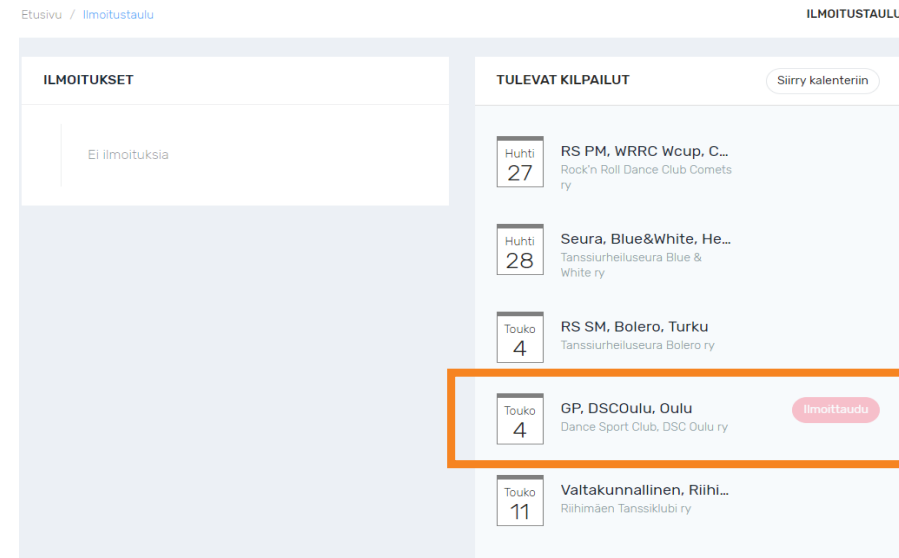 Etusivu / Ilmoitustaulu
ILMOITUSTAULU
ILMOITUKSET
Ei ilmoituksia
TULEVAT KILPAILUT
Siirry kalenteriin
Huhti
27
RS PM, WRRC Wcup, C...
Rock'n Roll Dance Club Comets
ry
Huhti
28
Seura, Blue&White, He...
Tanssiurheiluseura Blue &
White ry
Touko
4
RS SM, Bolero, Turku
Tanssiurheiluseura Bolero ry
Touko
4
GP, DSCOulu, Oulu
Dance Sport Club, DSC Oulu ry
Ilmoittaudu
Touko
11
Valtakunnallinen, Riihi...
Riihimäen Tanssiklubi ry